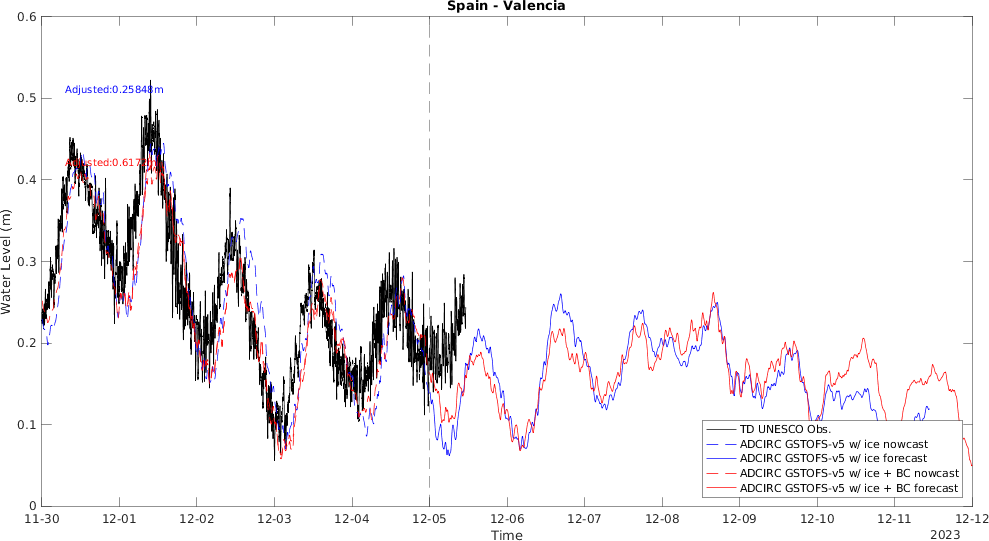 Spain - Valencia
0.6
0.5
0.4
0.3
0.2
0.1
0
Water Level (m)
Adjusted:0.25848m
TD UNESCO Obs.
ADCIRC GSTOFS-v5 w/ ice nowcast
ADCIRC GSTOFS-v5 w/ ice forecast
ADCIRC GSTOFS-v5 w/ ice + BC nowcast
ADCIRC GSTOFS-v5 w/ ice + BC forecast
11-30 12-01 12-02 12-03 12-04 12-05 12-06 12-07 12-08 12-09 12-10 12-11 12-12
Time
2023